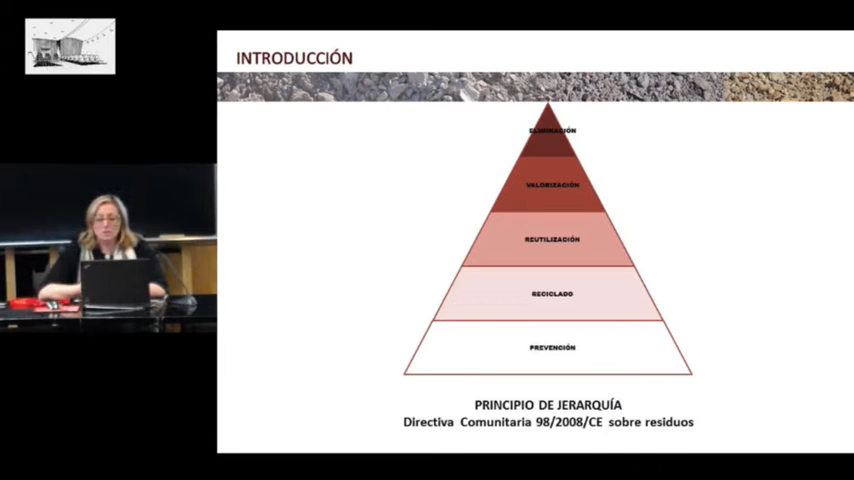 INTRODUCCIÓN
ELIMINACIÓN
VALORIZACIÓN
REUTILIZACIÓN
RECICLADO
PREVENCIÓN
PRINCIPIO DE JERARQUÍA
Directiva Comunitaria 98/2008/CE sobre residuos